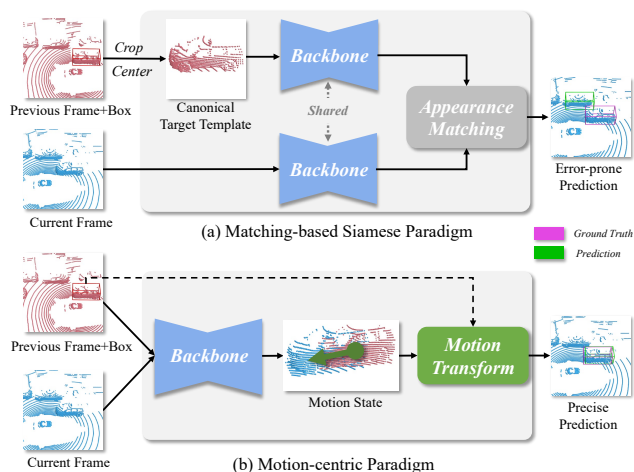 Crop
Center
Previous Frame+Box
Canonical
Target Template
Backbone
Shared
Backbone
Appearance
Matching
Error-prone
Prediction
Current Frame
(a) Matching-based Siamese Paradigm
Ground Truth
Prediction
Previous Frame+Box
Backbone
Motion State
Motion
Transform
Precise
Prediction
Current Frame
(b) Motion-centric Paradigm